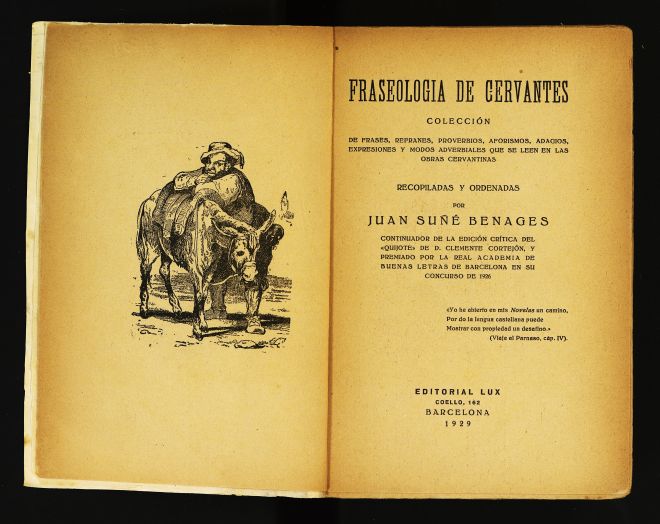 FRASEOLOGIA DE CERVANTES
COLECCIÓN
DE FRASES, REFRANES, PROVERBIOS, AFORISMOS, ADAGIOS,
EXPRESIONES Y MODOS ADVERBIALES QUE SE LEEN EN LAS
OBRAS CERVANTINAS
RECOPILADAS Y ORDENADAS
POR
JUAN SUÑÉ BENAGES
CONTINUADOR DE LA EDICIÓN CRÍTICA DEL
«QUIJOTE» DE D. CLEMENTE CORTEJÓN, Y
PREMIADO POR LA REAL ACADEMIA DE
BUENAS LETRAS DE BARCELONA EN SU
CONCURSO DE 1926
«Yo he abierto en mis Novelas un camino,
Por do la lengua castellana puede
Mostrar con propiedad un desatino.»
(Viaje al Parnaso, cáp. IV).
EDITORIAL LUX
COELLO, 162
BARCELONA
1929